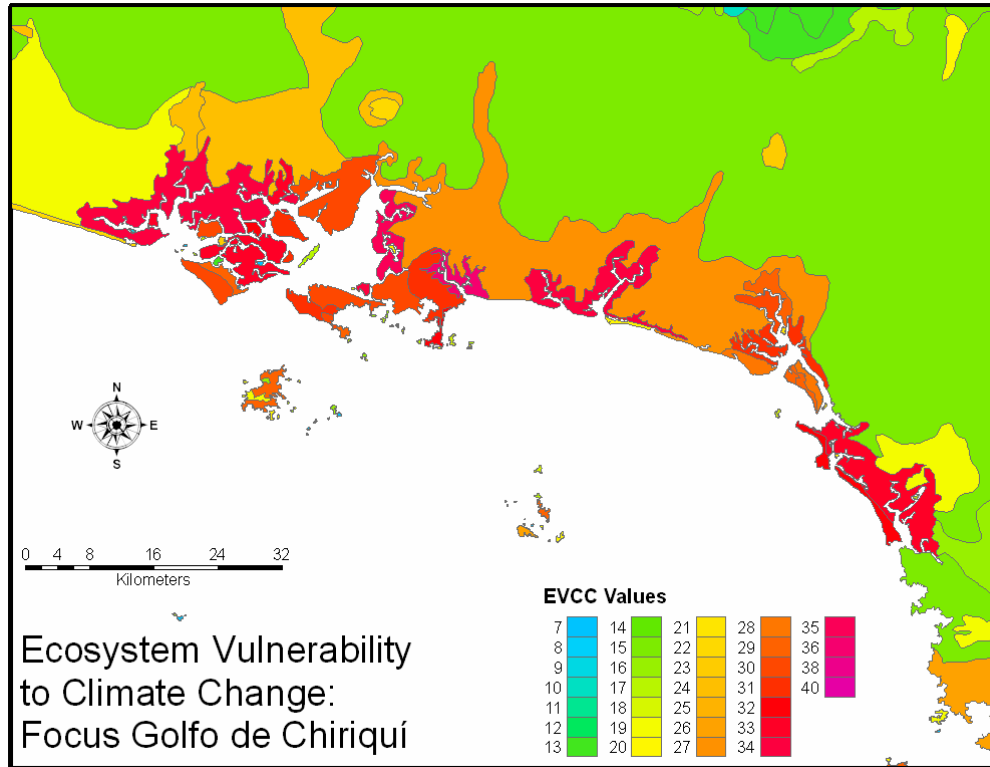 N
W E
S
0 4 8 16 24 32
Kilometers
Ecosystem Vulnerability
to Climate Change:
Focus Golfo de Chiriquí
EVCC Values
7 14 21 28 35
8 15 22 29 36
9 16 23 30 38
10 17 24 31 40
11 18 25 32
12 19 26 33
13 20 27 34